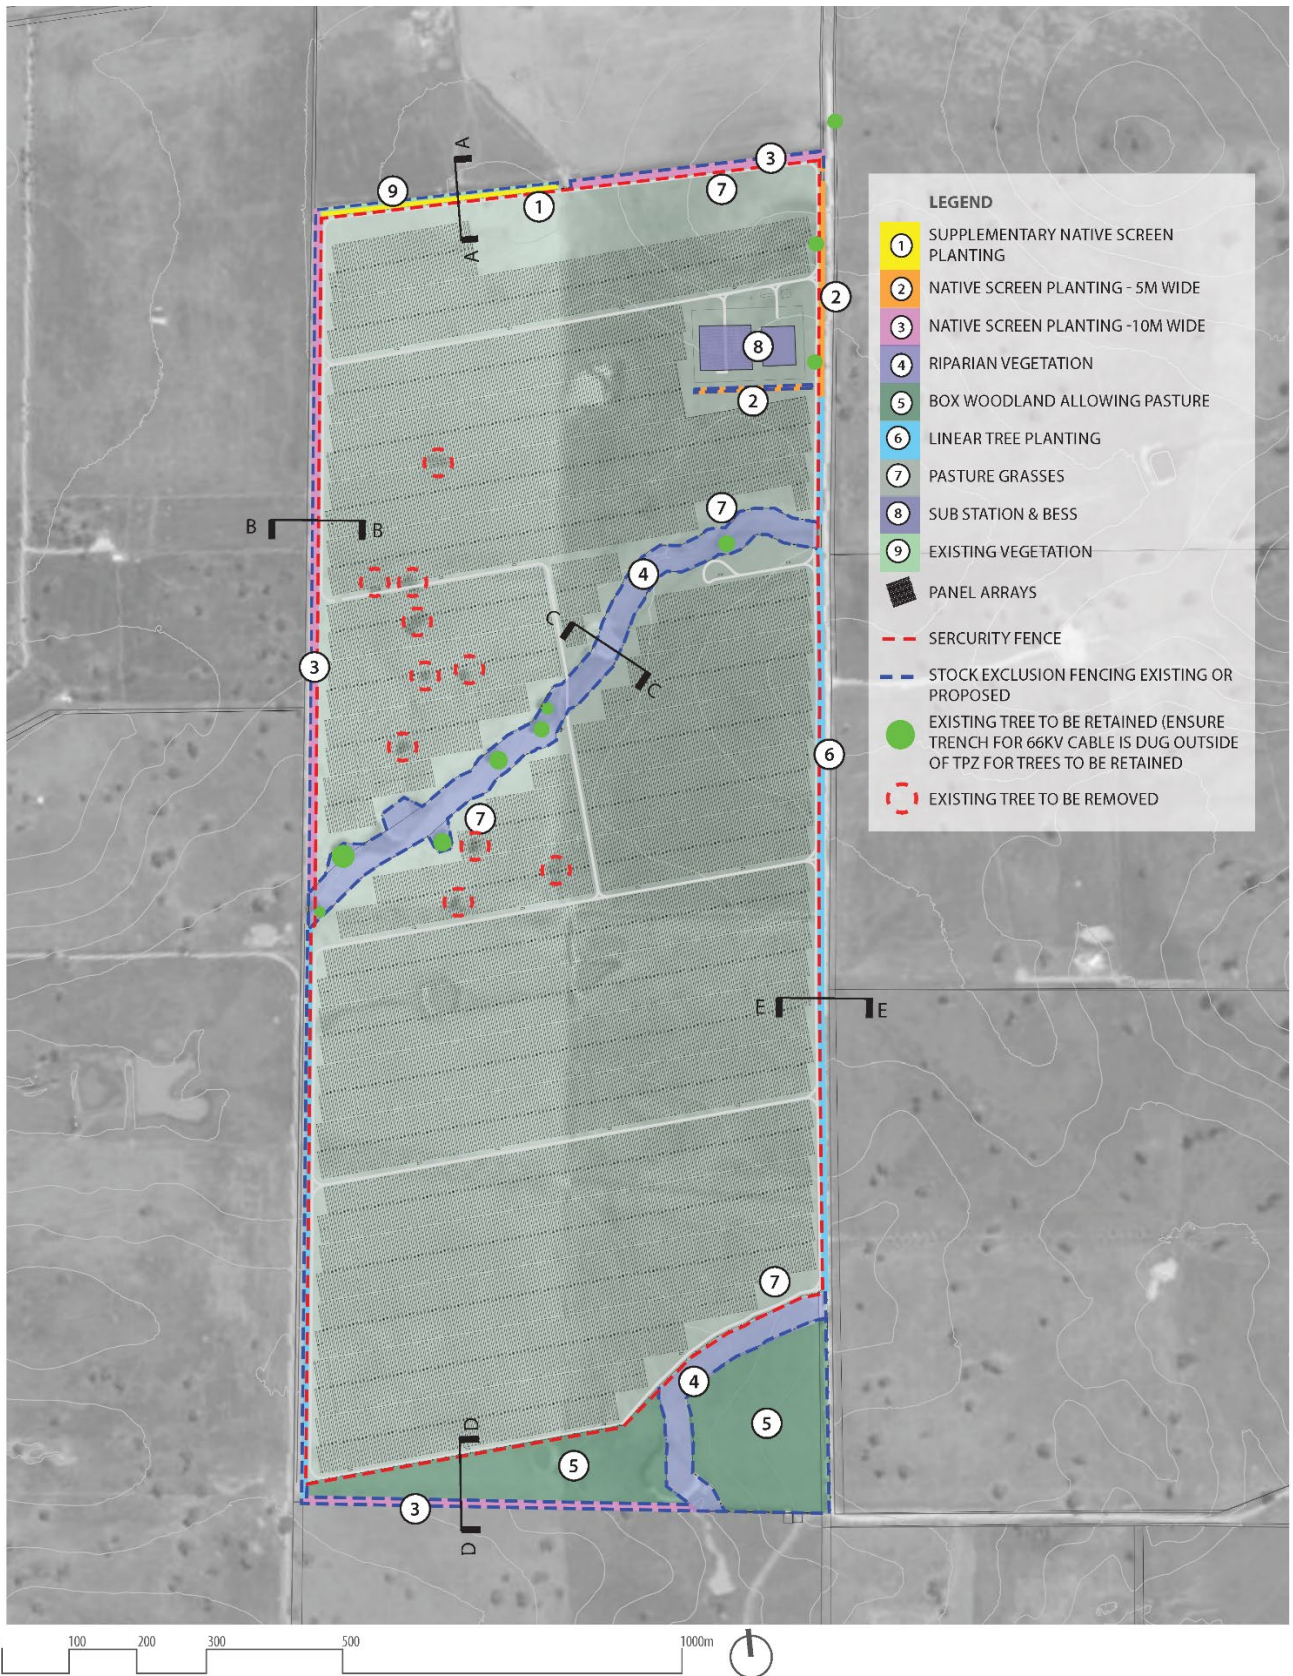 A
3
9
7
1
A
LEGEND
1
SUPPLEMENTARY NATIVE SCREEN
PLANTING
2
NATIVE SCREEN PLANTING - 5M WIDE
3
NATIVE SCREEN PLANTING -10M WIDE
4
RIPARIAN VEGETATION
5
BOX WOODLAND ALLOWING PASTURE
6
LINEAR TREE PLANTING
7
PASTURE GRASSES
8
SUB STATION & BESS
9
EXISTING VEGETATION
PANEL ARRAYS
SERCURITY FENCE
STOCK EXCLUSION FENCING EXISTING OR
PROPOSED
EXISTING TREE TO BE RETAINED (ENSURE
TRENCH FOR 66KV CABLE IS DUG OUTSIDE
OF TPZ FOR TREES TO BE RETAINED
EXISTING TREE TO BE REMOVED
2
8
2
7
B
B
4
C
3
C
6
7
E
E
7
4
5
D
5
3
D
100
200
300
500
1000m